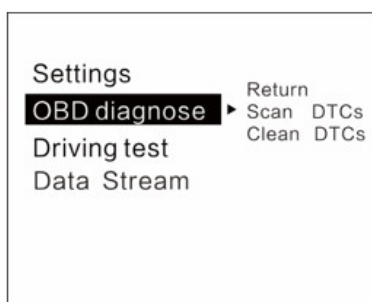 Settings
OBD diagnose
Driving test
Data Stream
Return
Scan DTCs
Clean DTCs